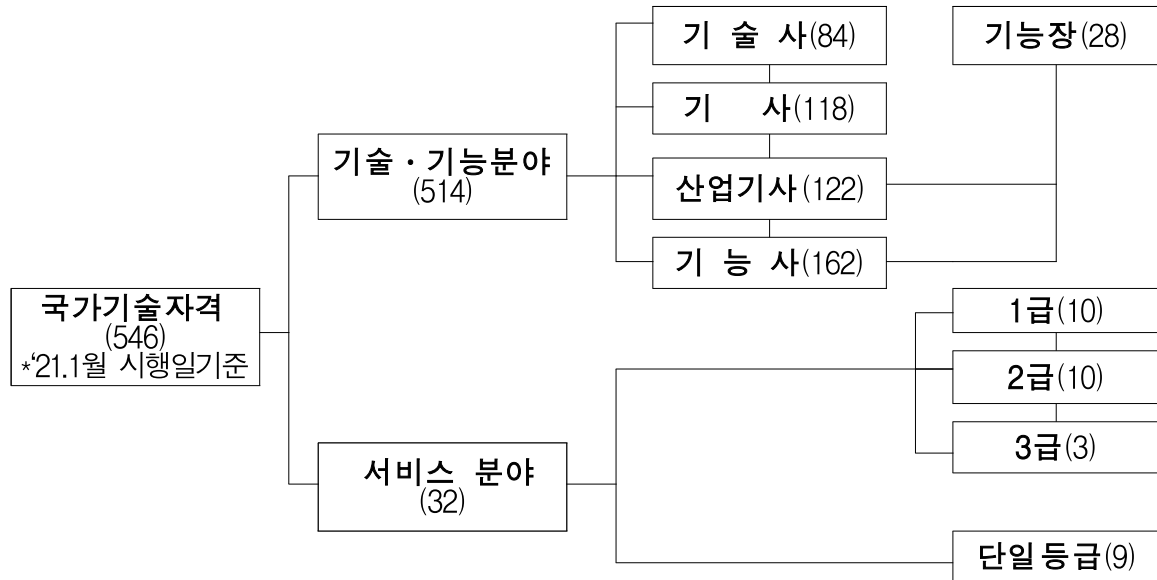 기 술 사(84)
기능장(28)
기 사(118)
기술·기능분야
(514)
산업기사(122)
기 능 사(162)
국가기술자격
(546)
*‘21.1월 시행일기준
1급(10)
2급(10)
3급(3)
서비스 분야
(32)
단일등급(9)